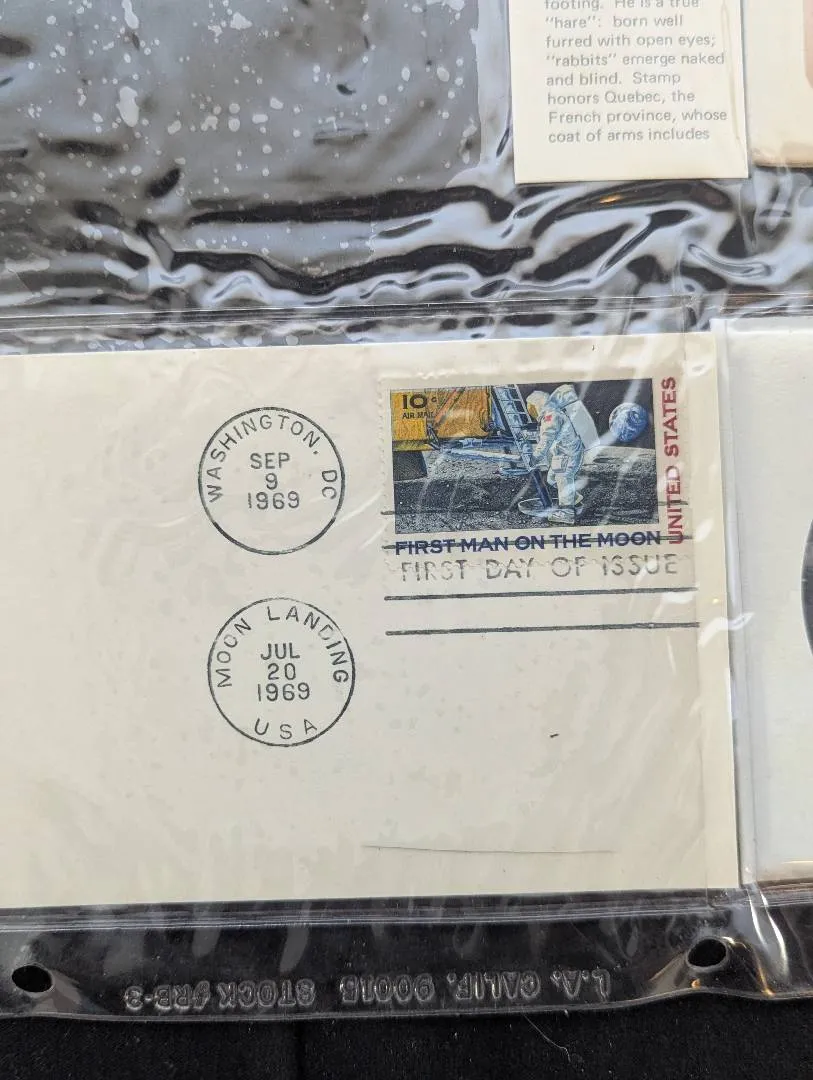 footing. He is a true
"hare": born well
furred with open eyes;
"rabbits" emerge naked
and blind. Stamp
honors Quebec, the
French province, whose
coat of arms includes
WASHINGTON, DC
SEP
9
1969
10c
AIR MAIL
UNITED STATES
FIRST MAN ON THE MOON
FIRST DAY OF ISSUE
MOON LANDING
JUL
20
1969
USA
L.A. CALIF. 90015 STOCK #RB-3